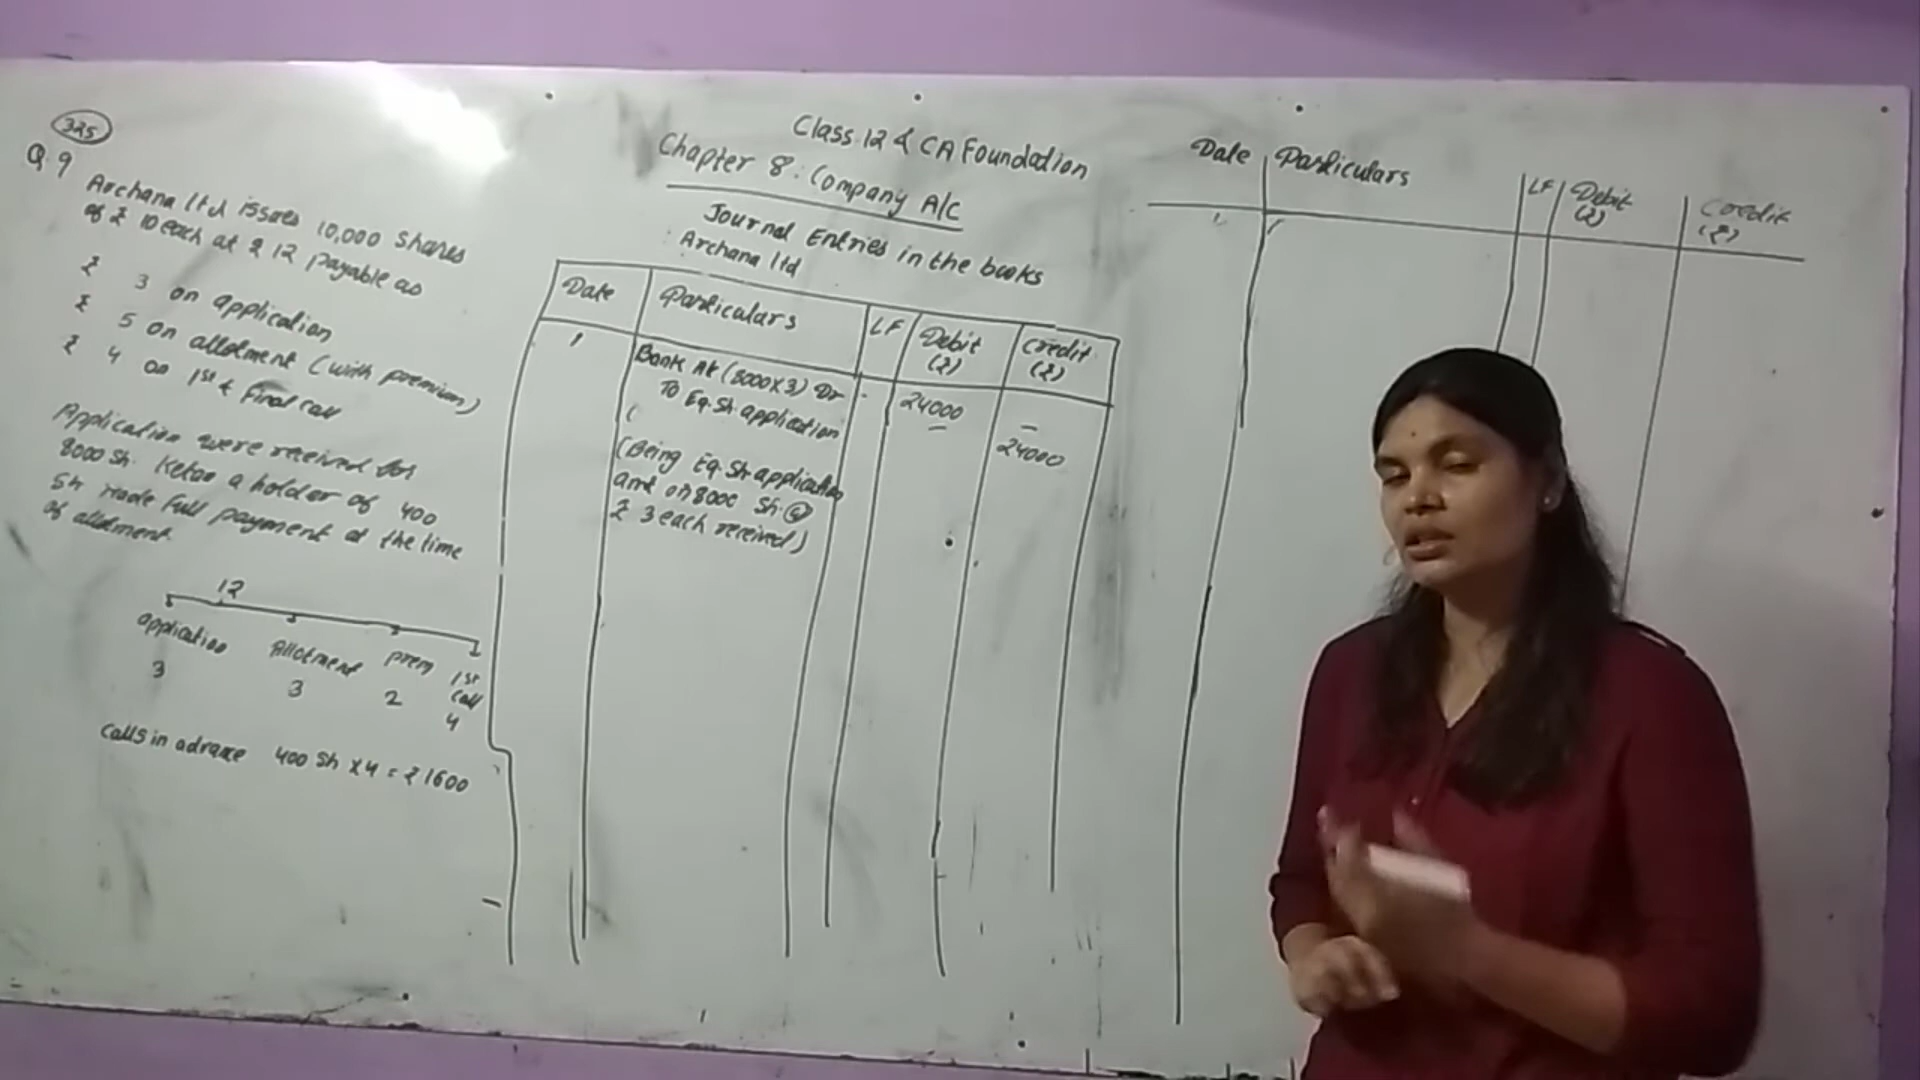 325
Q.9 Archana ltd issues 10,000 shares
of ₹ 10 each at ₹ 12 payable as
₹ 3 on application
₹ 5 on allotment (with premium)
₹ 4 on 1st & final call
Application were received for
8000 Sh. Ketan a holder of 400
Sh made full payment at the time
of allotment.
12
application Allotment prem 1st call
3 3 2 4
Calls in advance 400 Sh x 4 = ₹ 1600
Class 12 & CA Foundation
Chapter 8: Company A/C
Journal Entries in the books
Archana ltd
Date Particulars LF Debit (₹) Credit (₹)
1 Bank A/c (8000x3) Dr 24000 -
To Eq. Sh. application 24000
(
(Being Eq. Sh application
amt on 8000 Sh. @
₹ 3 each received)
Date Particulars LF Debit (₹) Credit (₹)